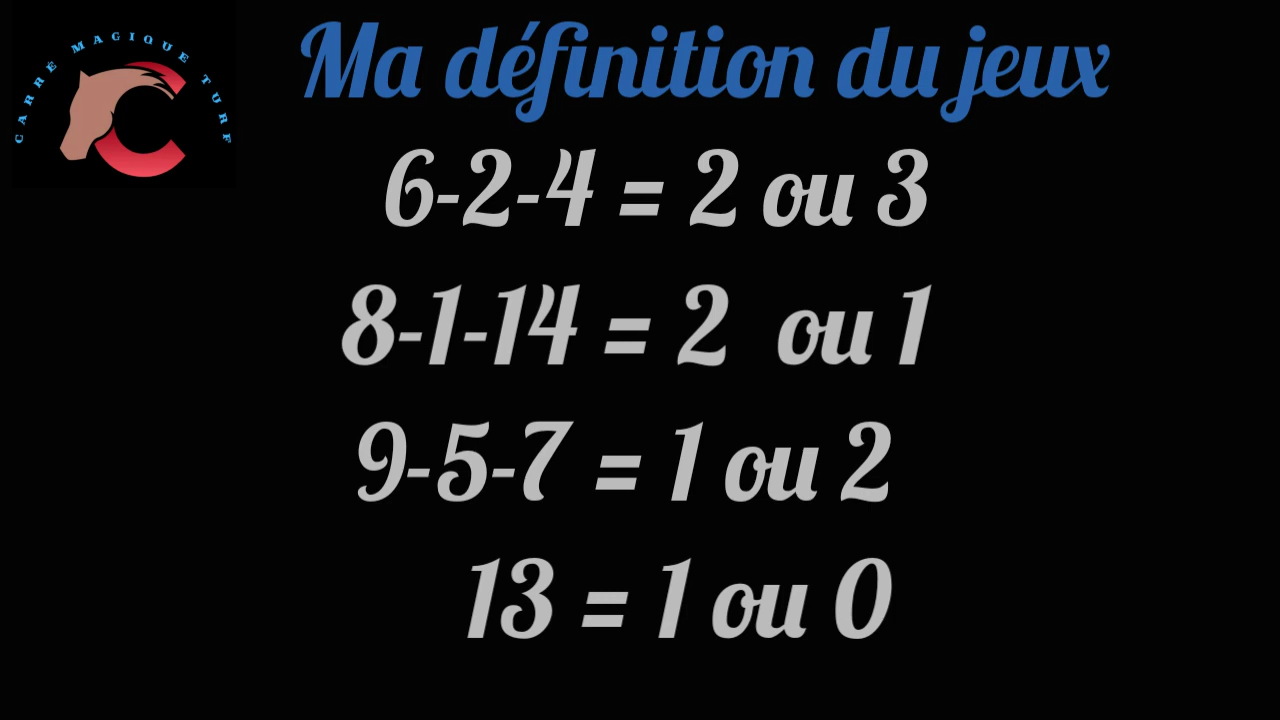 CARRÉ MAGIQUE TURF
Ma définition du jeux
6-2-4 = 2 ou 3
8-1-14 = 2 ou 1
9-5-7 = 1 ou 2
13 = 1 ou 0